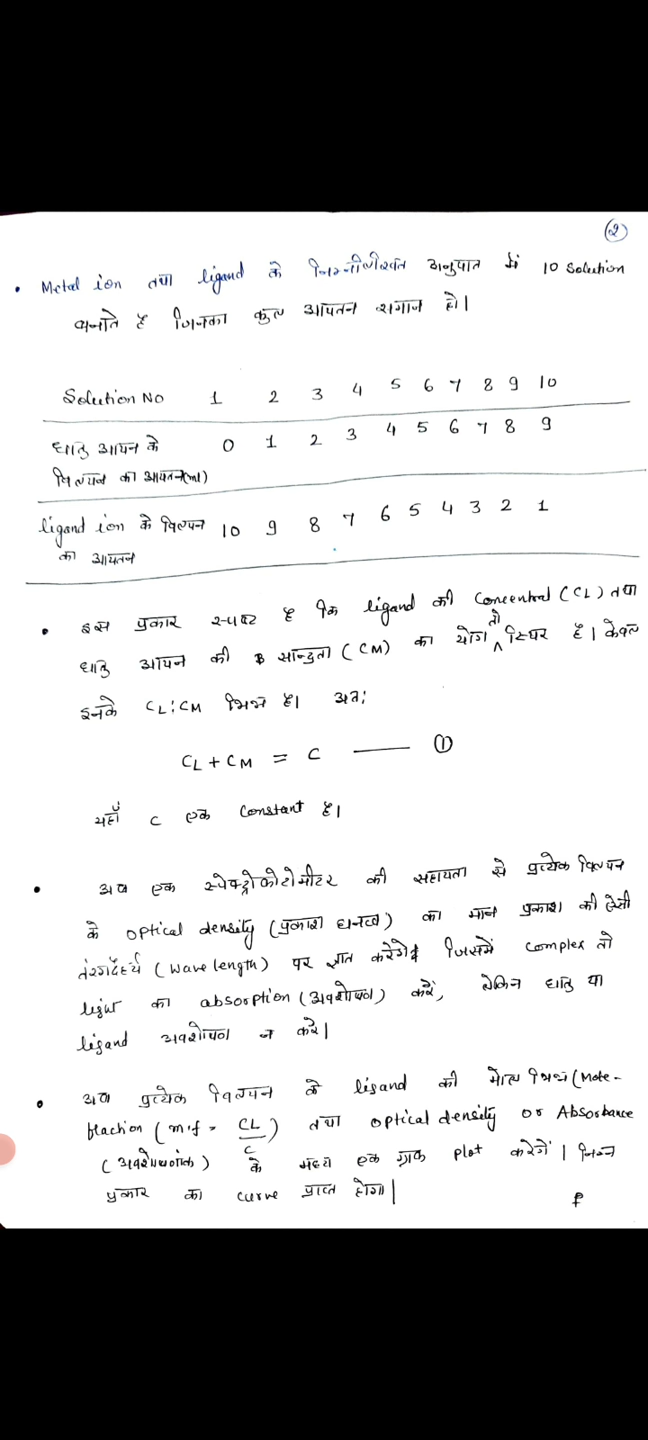 (2)
• Metal ion तथा ligand के निम्नलिखित अनुपात में 10 Solution
बनाते है जिनका कुल आयतन समान हो।
Solution No 1 2 3 4 5 6 7 8 9 10
धातु आयन के 0 1 2 3 4 5 6 7 8 9
विलयन का आयतन(ml)
ligand ion के विलयन 10 9 8 7 6 5 4 3 2 1
का आयतन
• इस प्रकार स्पष्ट है कि ligand की Concentral (CL) तथा
धातु आयन की सान्द्रता (CM) का योग तो स्थिर है। केवल
इनके CL:CM भिन्न है। अतः
CL + CM = C —— ①
यहाँ C एक Constant है।
• अब एक स्पेक्ट्रोफोटोमीटर की सहायता से प्रत्येक विलयन
के optical density (प्रकाश घनत्व) का मान प्रकाश की ऐसी
तंरगदैर्ध्य (wave length) पर ज्ञात करेगें जिसमें complex तो
light का absorption (अवशोषण) करें, लेकिन धातु या
ligand अवशोषण न करे।
• अब प्रत्येक विलयन के ligand की मोल भिन्न (Mole-
fraction (m.f = CL/C) तथा optical density or Absorbance
(अवशोषणांक) के मध्य एक ग्राफ plot करेगें। निम्न
प्रकार का curve प्राप्त होगा।